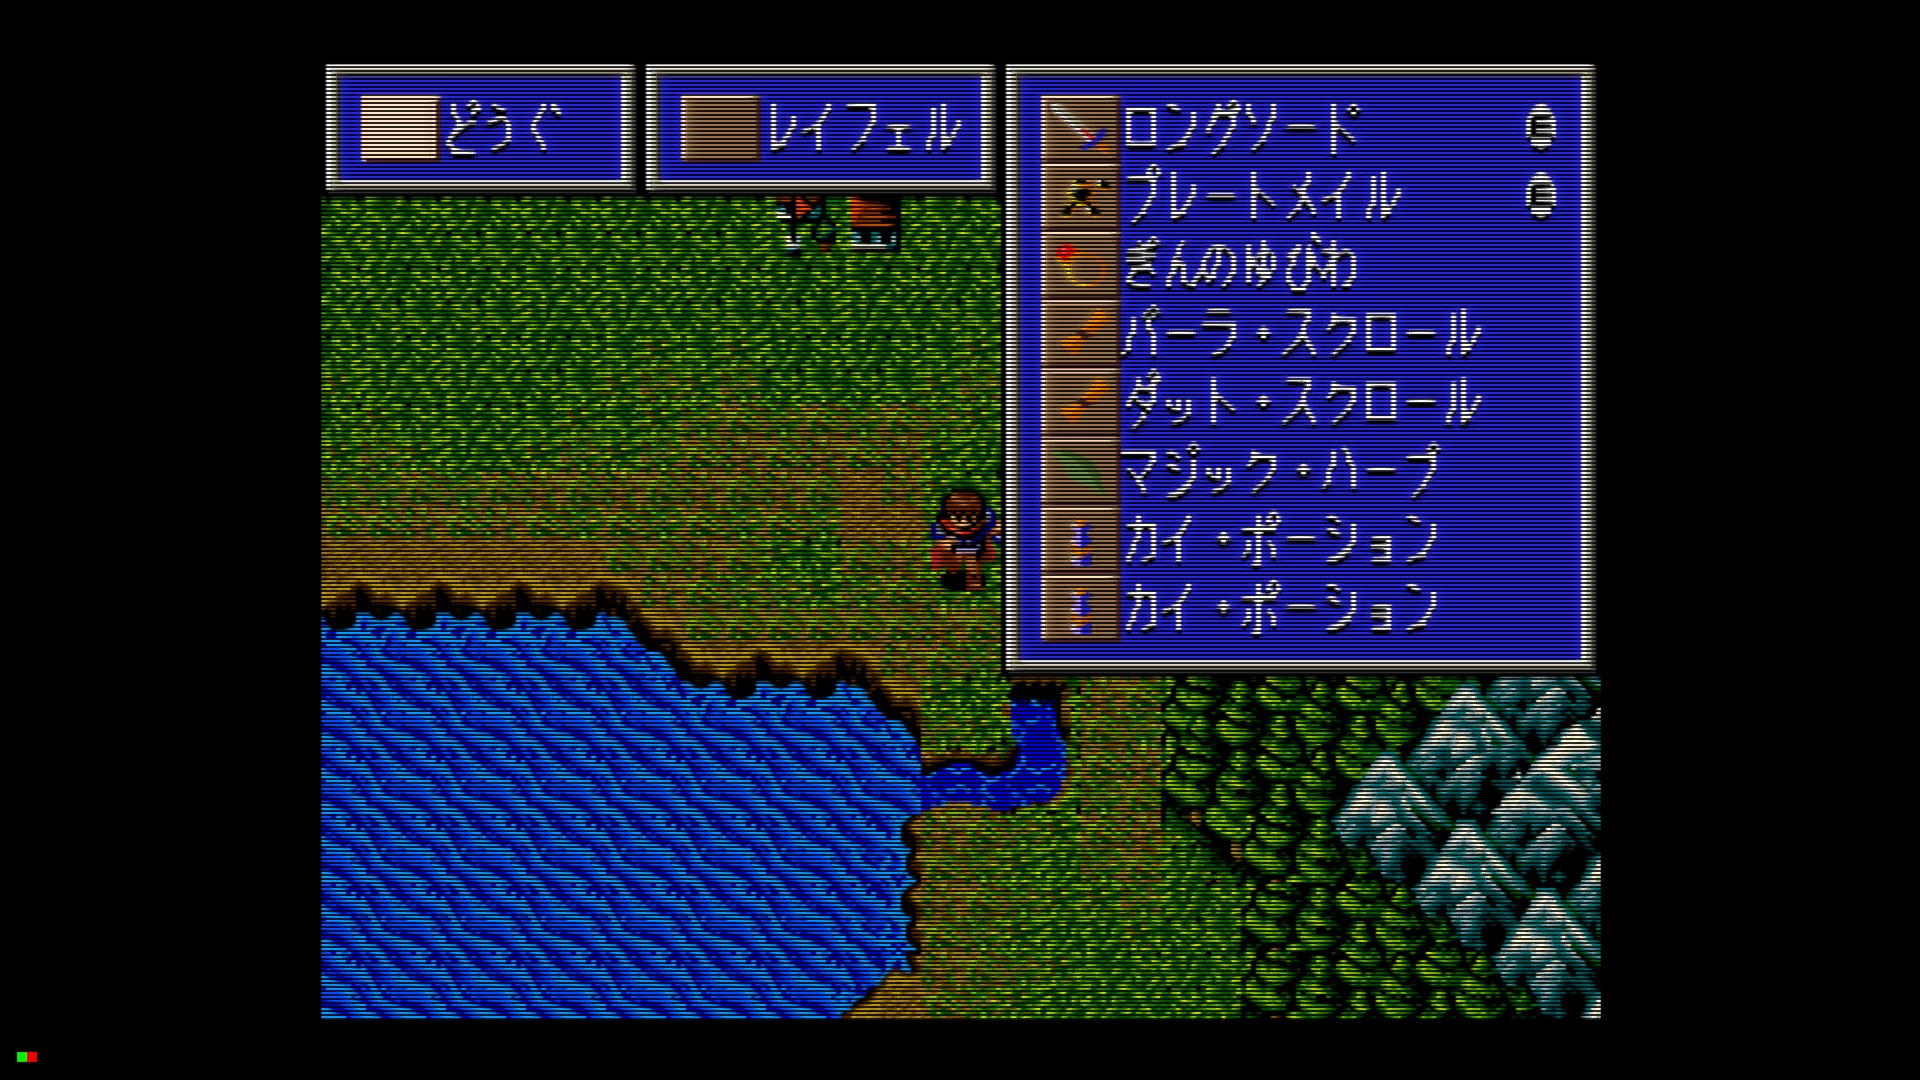 どうぐ
レイフェル
ロングソード E
プレートメイル E
ぎんのゆびわ
パーラ・スクロール
ダット・スクロール
マジック・ハーブ
カイ・ポーション
カイ・ポーション